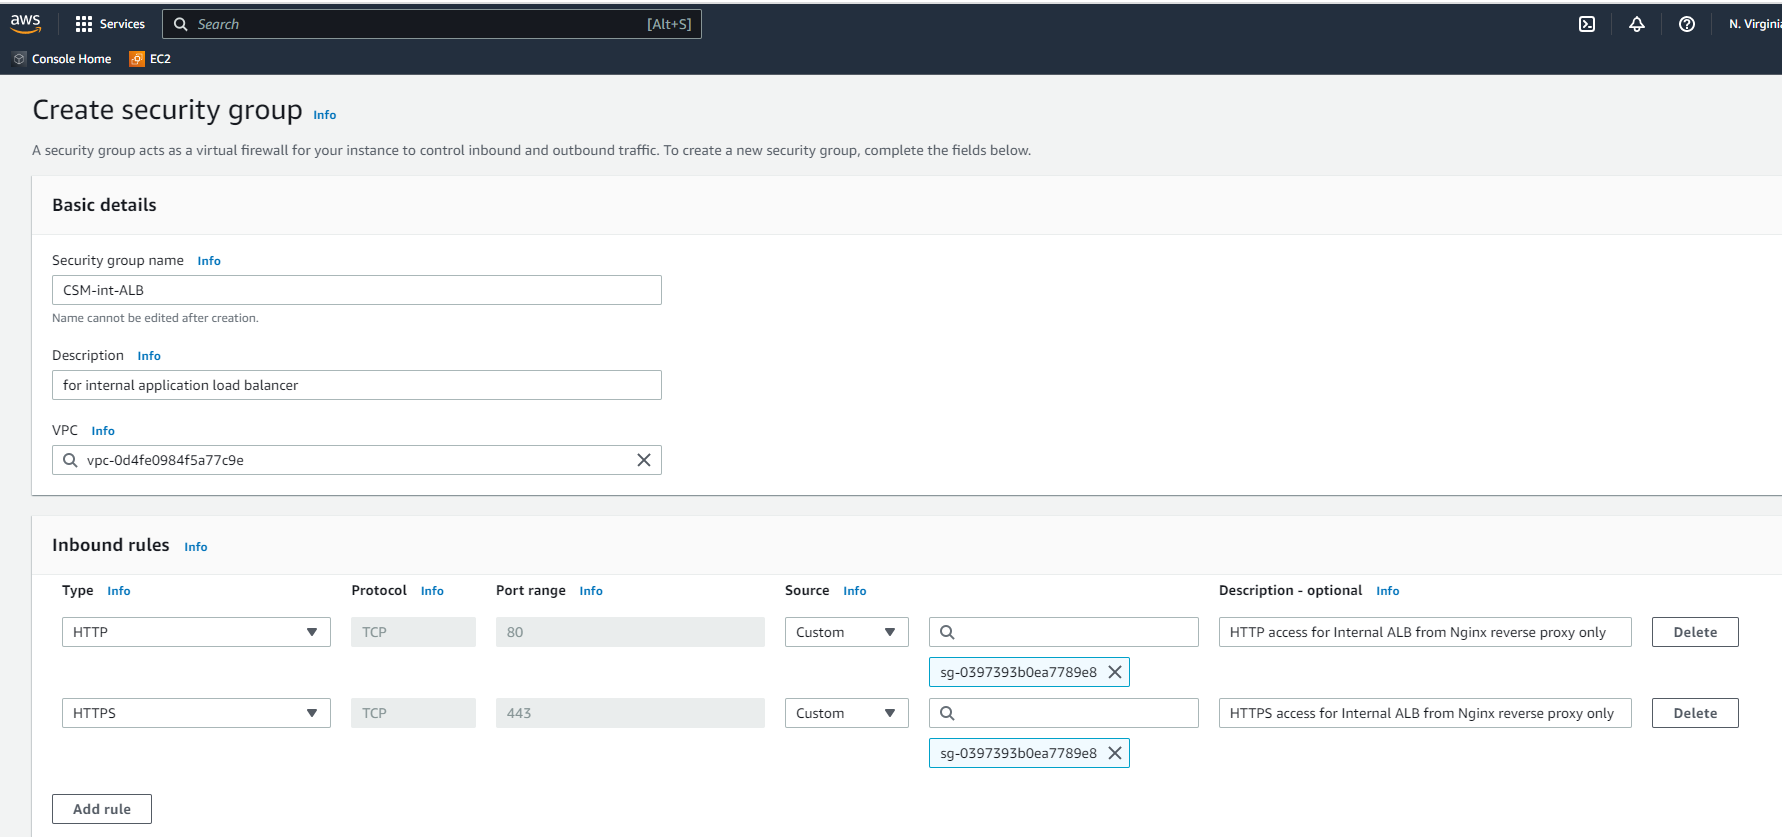 aws Services Search [Alt+S] N. Virginia
Console Home EC2
Create security group Info
A security group acts as a virtual firewall for your instance to control inbound and outbound traffic. To create a new security group, complete the fields below.
Basic details
Security group name Info
CSM-int-ALB
Name cannot be edited after creation.
Description Info
for internal application load balancer
VPC Info
vpc-0d4fe0984f5a77c9e
Inbound rules Info
Type Info Protocol Info Port range Info Source Info Description - optional Info
HTTP TCP 80 Custom HTTP access for Internal ALB from Nginx reverse proxy only Delete
sg-0397393b0ea7789e8
HTTPS TCP 443 Custom HTTPS access for Internal ALB from Nginx reverse proxy only Delete
sg-0397393b0ea7789e8
Add rule